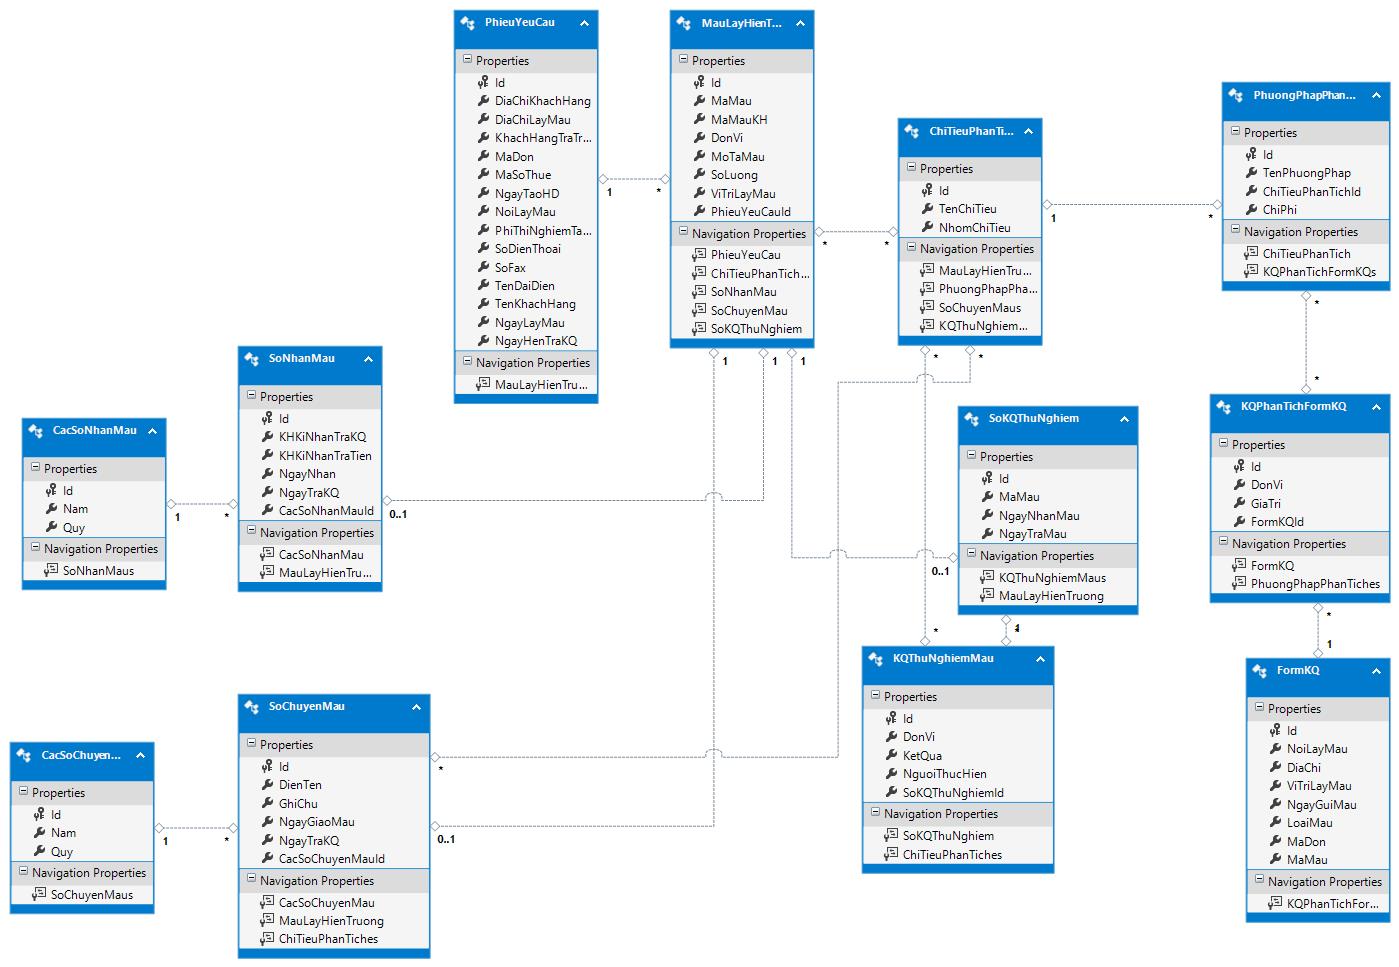 PhieuYeuCau
Properties
Id
DiaChiKhachHang
DiaChiLayMau
KhachHangTraTr...
MaDon
MaSoThue
NgayTaoHD
NoiLayMau
PhiThiNghiemTa...
SoDienThoai
SoFax
TenDaiDien
TenKhachHang
NgayLayMau
NgayHenTraKQ
Navigation Properties
MauLayHienTru...
1
*
MauLayHienT...
Properties
Id
MaMau
MaMauKH
DonVi
MoTaMau
SoLuong
ViTriLayMau
PhieuYeuCauId
Navigation Properties
PhieuYeuCau
ChiTieuPhanTich...
SoNhanMau
SoChuyenMau
SoKQThuNghiem
*
*
1
1
1
ChiTieuPhanTi...
Properties
Id
TenChiTieu
NhomChiTieu
Navigation Properties
MauLayHienTru...
PhuongPhapPha...
SoChuyenMaus
KQThuNghiem...
1
*
*
*
PhuongPhapPhan...
Properties
Id
TenPhuongPhap
ChiTieuPhanTichId
ChiPhi
Navigation Properties
ChiTieuPhanTich
KQPhanTichFormKQs
*
*
SoNhanMau
Properties
Id
KHKiNhanTraKQ
KHKiNhanTraTien
NgayNhan
NgayTraKQ
CacSoNhanMauId
Navigation Properties
CacSoNhanMau
MauLayHienTru...
0..1
CacSoNhanMau
Properties
Id
Nam
Quy
Navigation Properties
SoNhanMaus
1
*
SoKQThuNghiem
Properties
Id
MaMau
NgayNhanMau
NgayTraMau
Navigation Properties
KQThuNghiemMaus
MauLayHienTruong
0..1
1
*
*
KQPhanTichFormKQ
Properties
Id
DonVi
GiaTri
FormKQId
Navigation Properties
FormKQ
PhuongPhapPhanTiches
*
1
KQThuNghiemMau
Properties
Id
DonVi
KetQua
NguoiThucHien
SoKQThuNghiemId
Navigation Properties
SoKQThuNghiem
ChiTieuPhanTiches
FormKQ
Properties
Id
NoiLayMau
DiaChi
ViTriLayMau
NgayGuiMau
LoaiMau
MaDon
MaMau
Navigation Properties
KQPhanTichFor...
SoChuyenMau
Properties
Id
DienTen
GhiChu
NgayGiaoMau
NgayTraKQ
CacSoChuyenMauId
Navigation Properties
CacSoChuyenMau
MauLayHienTruong
ChiTieuPhanTiches
*
0..1
CacSoChuyen...
Properties
Id
Nam
Quy
Navigation Properties
SoChuyenMaus
1
*